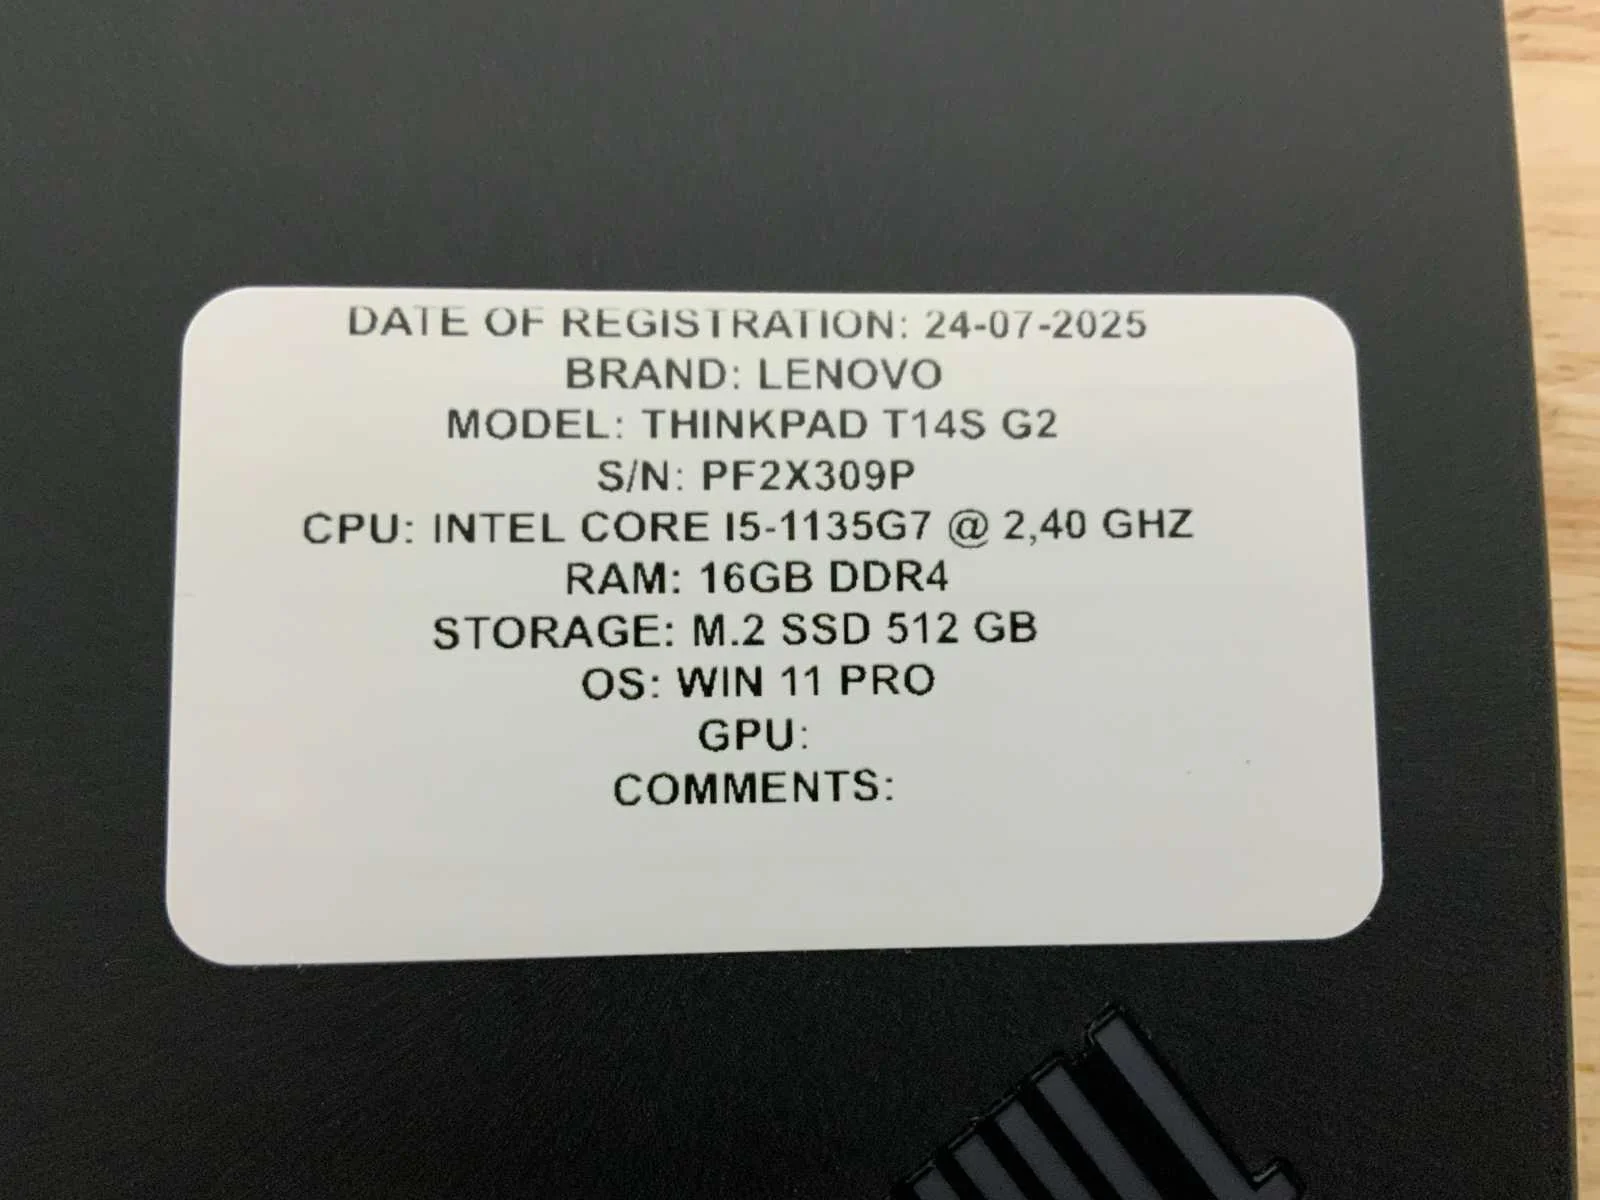 DATE OF REGISTRATION: 24-07-2025
BRAND: LENOVO
MODEL: THINKPAD T14S G2
S/N: PF2X309P
CPU: INTEL CORE I5-1135G7 @ 2,40 GHZ
RAM: 16GB DDR4
STORAGE: M.2 SSD 512 GB
OS: WIN 11 PRO
GPU:
COMMENTS: